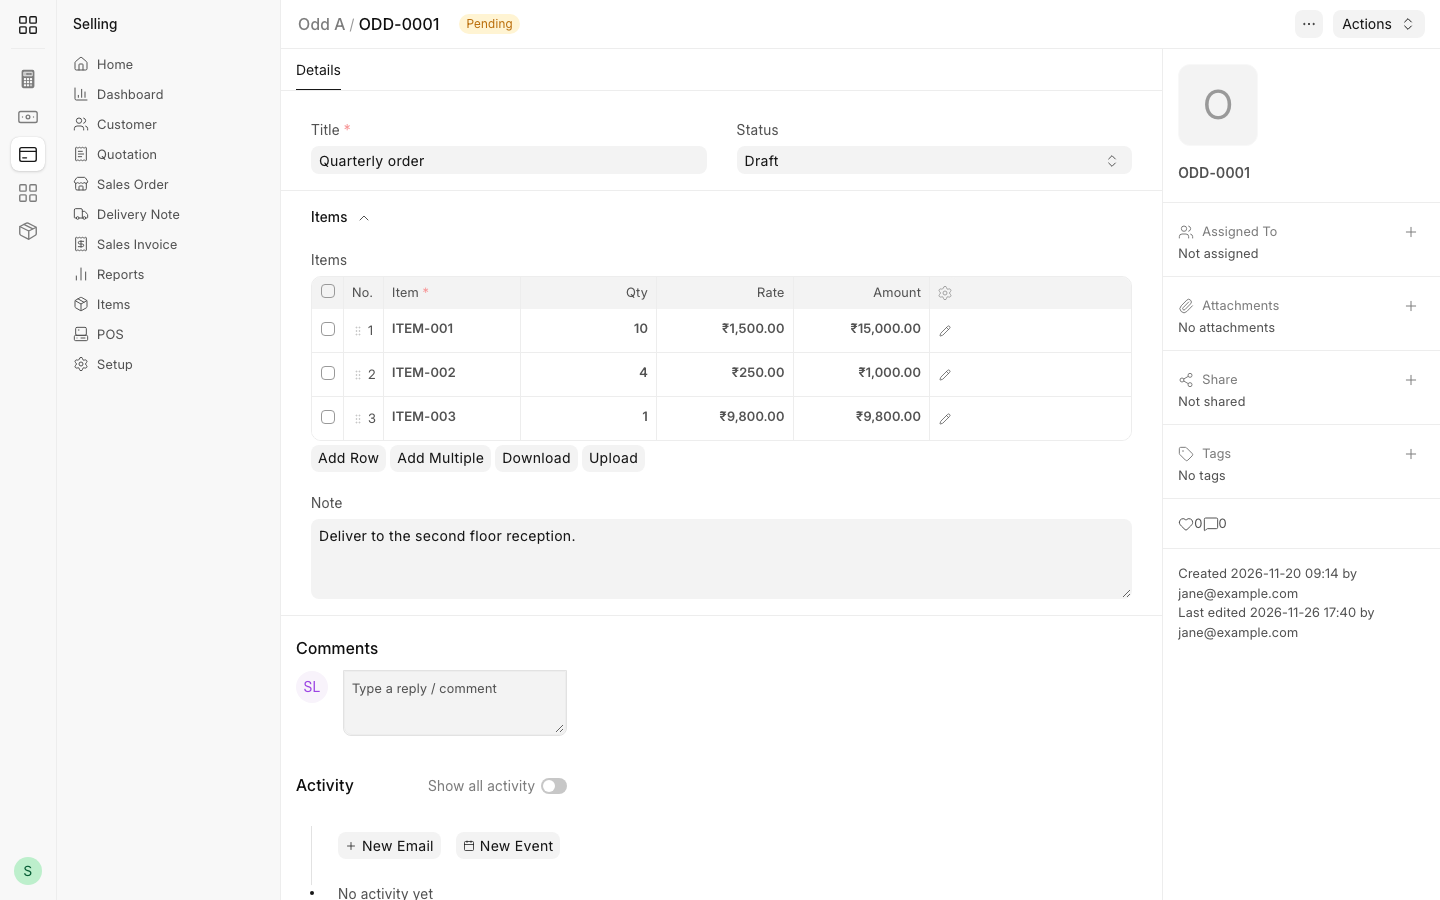 Selling
Home
Dashboard
Customer
Quotation
Sales Order
Delivery Note
Sales Invoice
Reports
Items
POS
Setup
S
Odd A / ODD-0001 Pending
Actions
Details
Title * Status
Quarterly order Draft
Items
Items
No. Item * Qty Rate Amount
1 ITEM-001 10 ₹1,500.00 ₹15,000.00
2 ITEM-002 4 ₹250.00 ₹1,000.00
3 ITEM-003 1 ₹9,800.00 ₹9,800.00
Add Row Add Multiple Download Upload
Note
Deliver to the second floor reception.
Comments
SL Type a reply / comment
Activity Show all activity
New Email New Event
No activity yet
O
ODD-0001
Assigned To
Not assigned
Attachments
No attachments
Share
Not shared
Tags
No tags
0 0
Created 2026-11-20 09:14 by
jane@example.com
Last edited 2026-11-26 17:40 by
jane@example.com